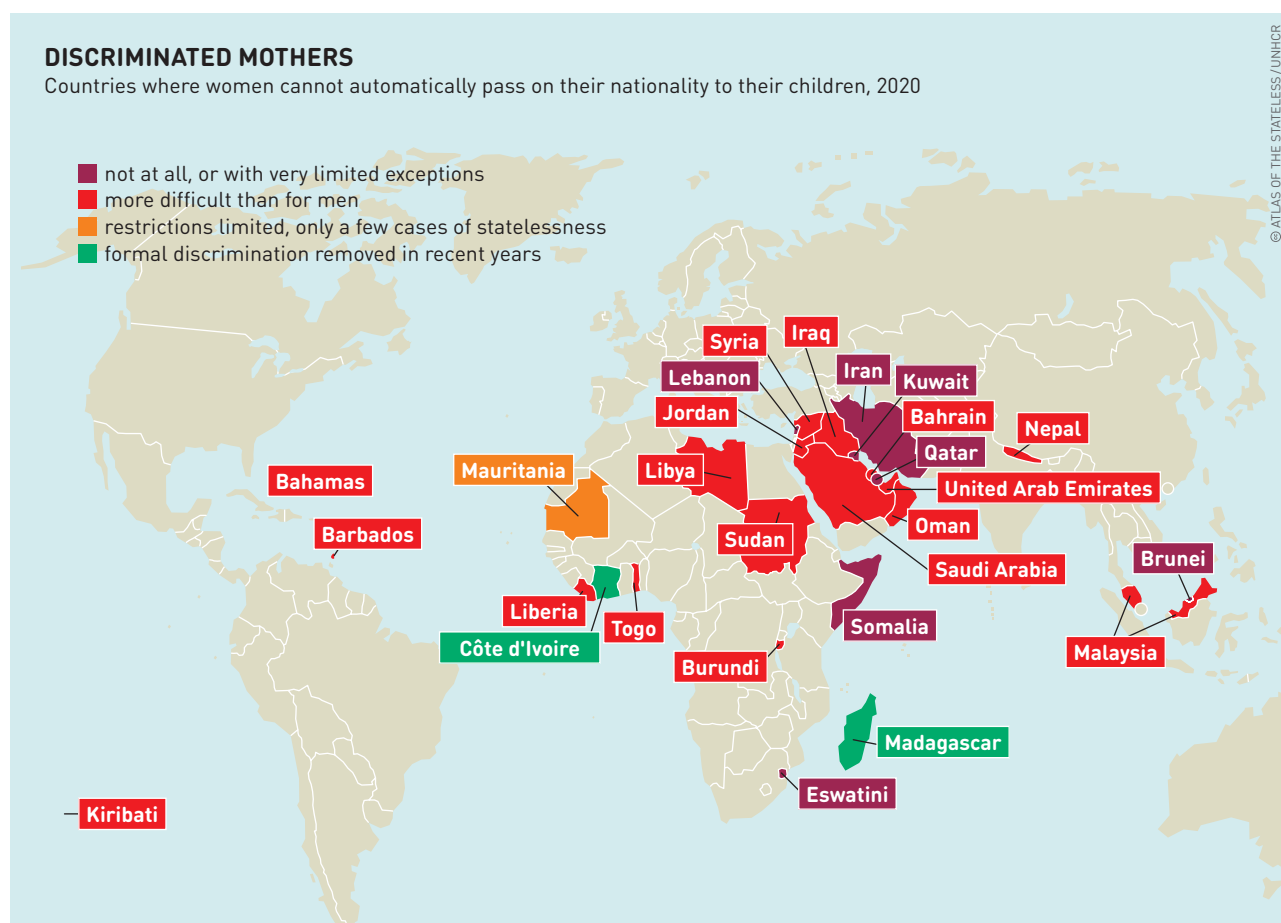 DISCRIMINATED MOTHERS
Countries where women cannot automatically pass on their nationality to their children, 2020
not at all, or with very limited exceptions
more difficult than for men
restrictions limited, only a few cases of statelessness
formal discrimination removed in recent years
Iraq
Syria
Iran
Lebanon
Kuwait
Jordan
Bahrain
Nepal
Qatar
Mauritania
Libya
Bahamas
United Arab Emirates
Oman
Barbados
Sudan
Brunei
Saudi Arabia
Liberia
Togo
Somalia
Côte d'Ivoire
Malaysia
Burundi
Madagascar
Eswatini
Kiribati
© ATLAS OF THE STATELESS / UNHCR